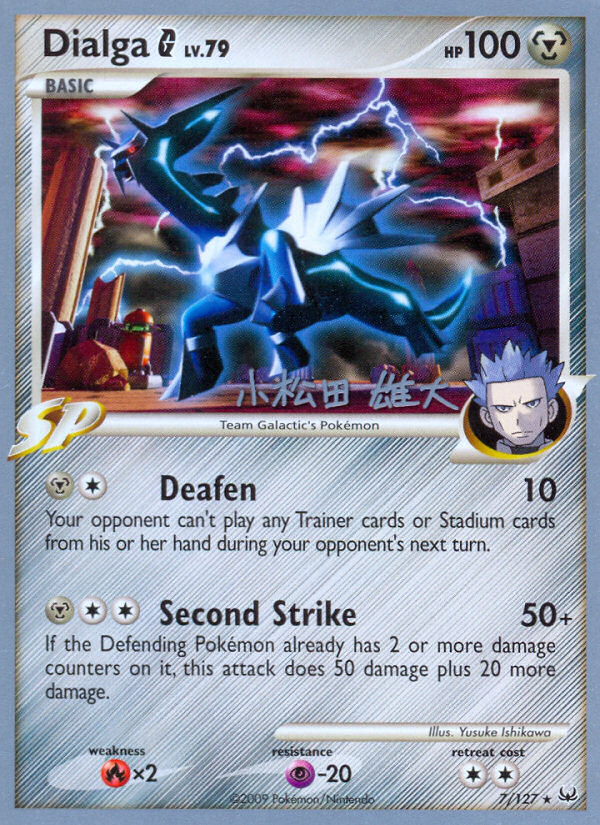 Dialga G LV.79 HP100
BASIC
小松田 雄大
SP
Team Galactic's Pokémon
Deafen 10
Your opponent can't play any Trainer cards or Stadium cards
from his or her hand during your opponent's next turn.
Second Strike 50+
If the Defending Pokémon already has 2 or more damage
counters on it, this attack does 50 damage plus 20 more
damage.
Illus. Yusuke Ishikawa
weakness resistance retreat cost
×2 -20
©2009 Pokémon/Nintendo 7/127 ★